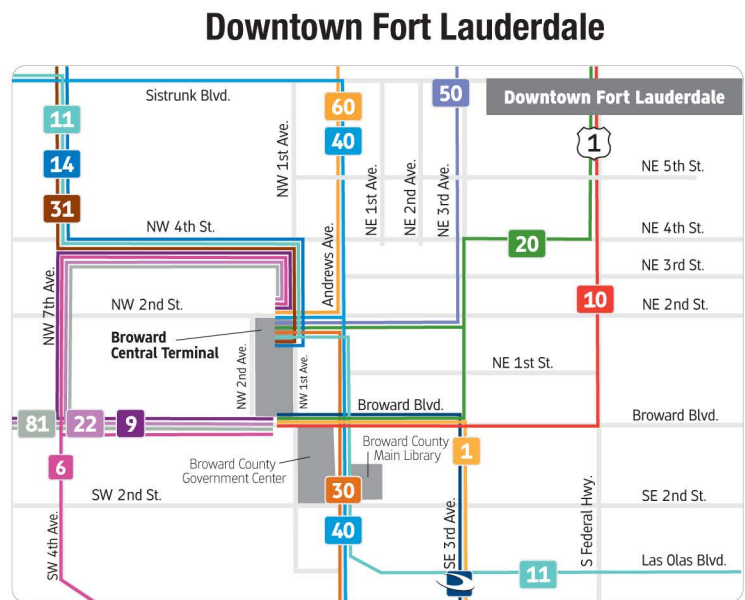 Downtown Fort Lauderdale
Sistrunk Blvd.
60
50
Downtown Fort Lauderdale
11
40
1
14
NW 1st Ave.
NE 1st Ave.
NE 2nd Ave.
NE 3rd Ave.
NE 5th St.
31
NW 4th St.
Andrews Ave.
20
NE 4th St.
NE 3rd St.
NW 7th Ave.
NW 2nd St.
10
NE 2nd St.
Broward
Central Terminal
NW 2nd Ave.
NW 1st Ave.
NE 1st St.
Broward Blvd.
Broward Blvd.
81
22
9
Broward County
Main Library
1
Broward County
Government Center
6
30
SW 2nd St.
SE 2nd St.
SW 4th Ave.
40
SE 3rd Ave.
S Federal Hwy.
Las Olas Blvd.
11